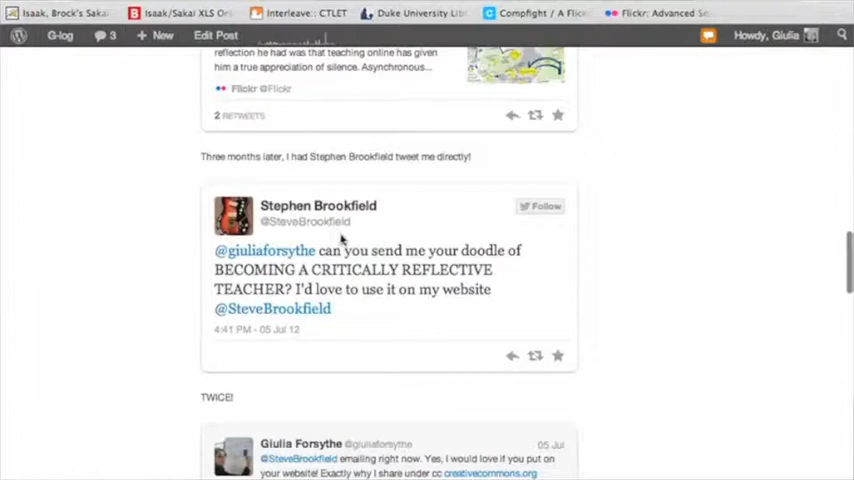 Isaak, Brock's Saka
Isaak/Sakai XLS On
Interleave:: CTLET
Duke University Lib
Compfight / A Flick
Flickr: Advanced Se
G-log
3
+ New
Edit Post
Howdy, Giulia
reflection he had was that teaching online has given
him a true appreciation of silence. Asynchronous...
Flickr @Flickr
2 RETWEETS
Three months later, I had Stephen Brookfield tweet me directly!
Stephen Brookfield
Follow
@SteveBrookfield
@giuliaforsythe can you send me your doodle of
BECOMING A CRITICALLY REFLECTIVE
TEACHER? I'd love to use it on my website
@SteveBrookfield
4:41 PM - 05 Jul 12
TWICE!
Giulia Forsythe @giuliaforsythe
05 Jul
@SteveBrookfield emailing right now. Yes, I would love if you put on
your website! Exactly why I share under cc creativecommons.org